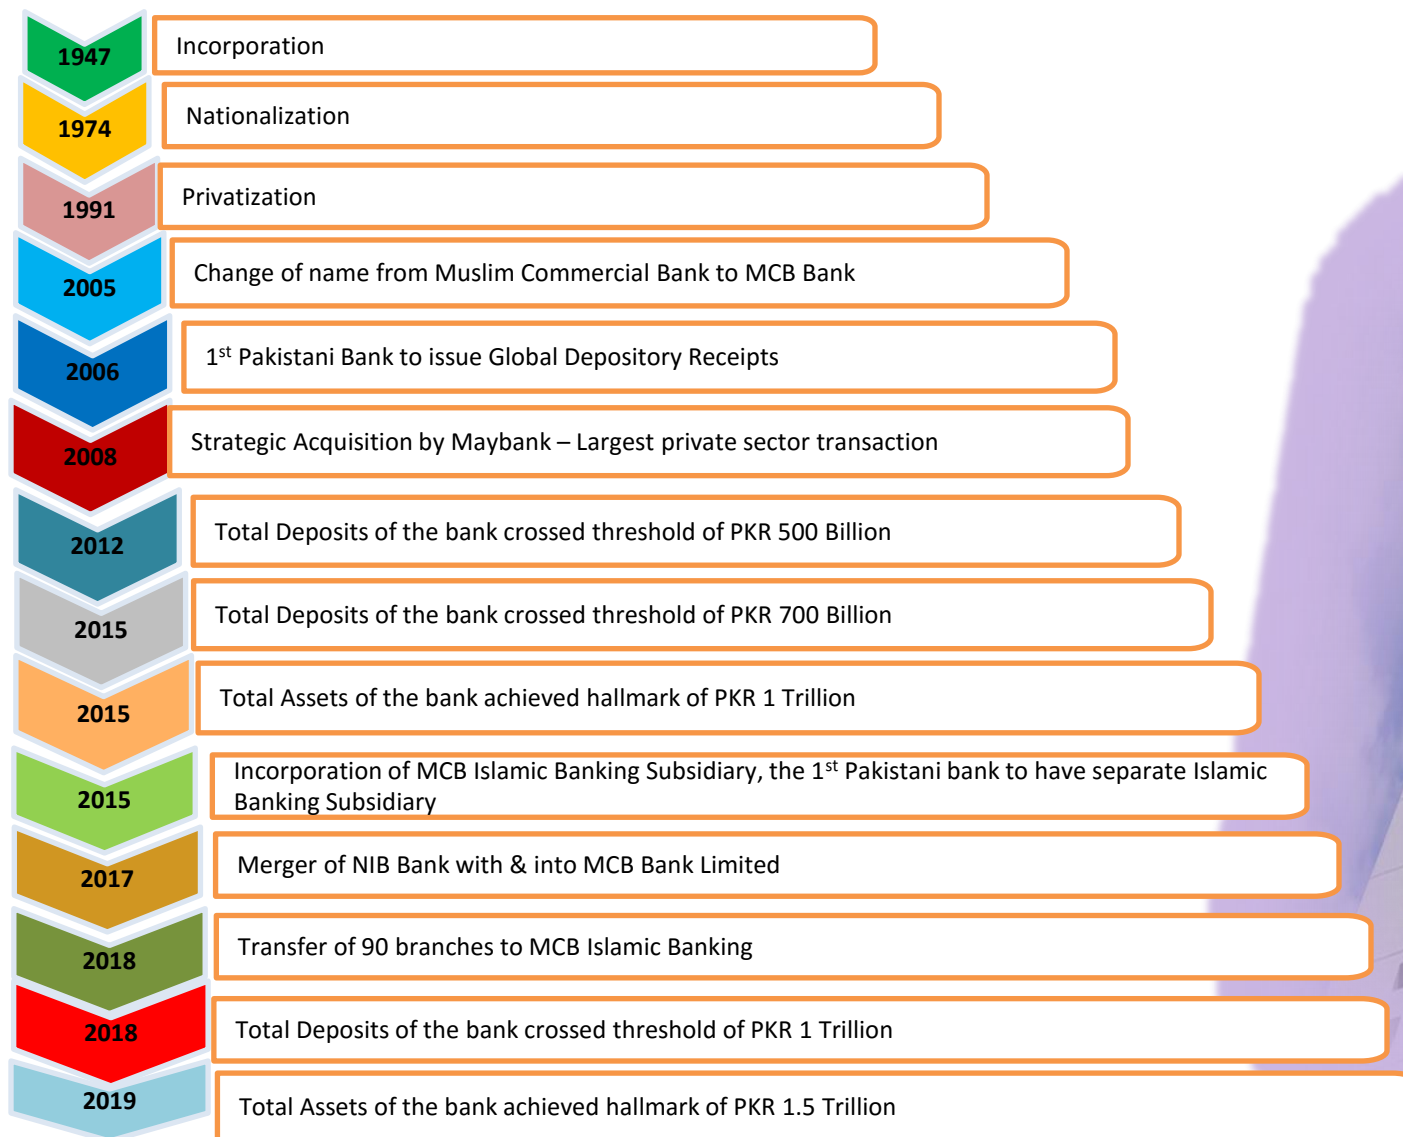 1947
Incorporation
1974
Nationalization
1991
Privatization
2005
Change of name from Muslim Commercial Bank to MCB Bank
2006
1st Pakistani Bank to issue Global Depository Receipts
2008
Strategic Acquisition by Maybank – Largest private sector transaction
2012
Total Deposits of the bank crossed threshold of PKR 500 Billion
2015
Total Deposits of the bank crossed threshold of PKR 700 Billion
2015
Total Assets of the bank achieved hallmark of PKR 1 Trillion
2015
Incorporation of MCB Islamic Banking Subsidiary, the 1st Pakistani bank to have separate Islamic
Banking Subsidiary
2017
Merger of NIB Bank with & into MCB Bank Limited
2018
Transfer of 90 branches to MCB Islamic Banking
2018
Total Deposits of the bank crossed threshold of PKR 1 Trillion
2019
Total Assets of the bank achieved hallmark of PKR 1.5 Trillion